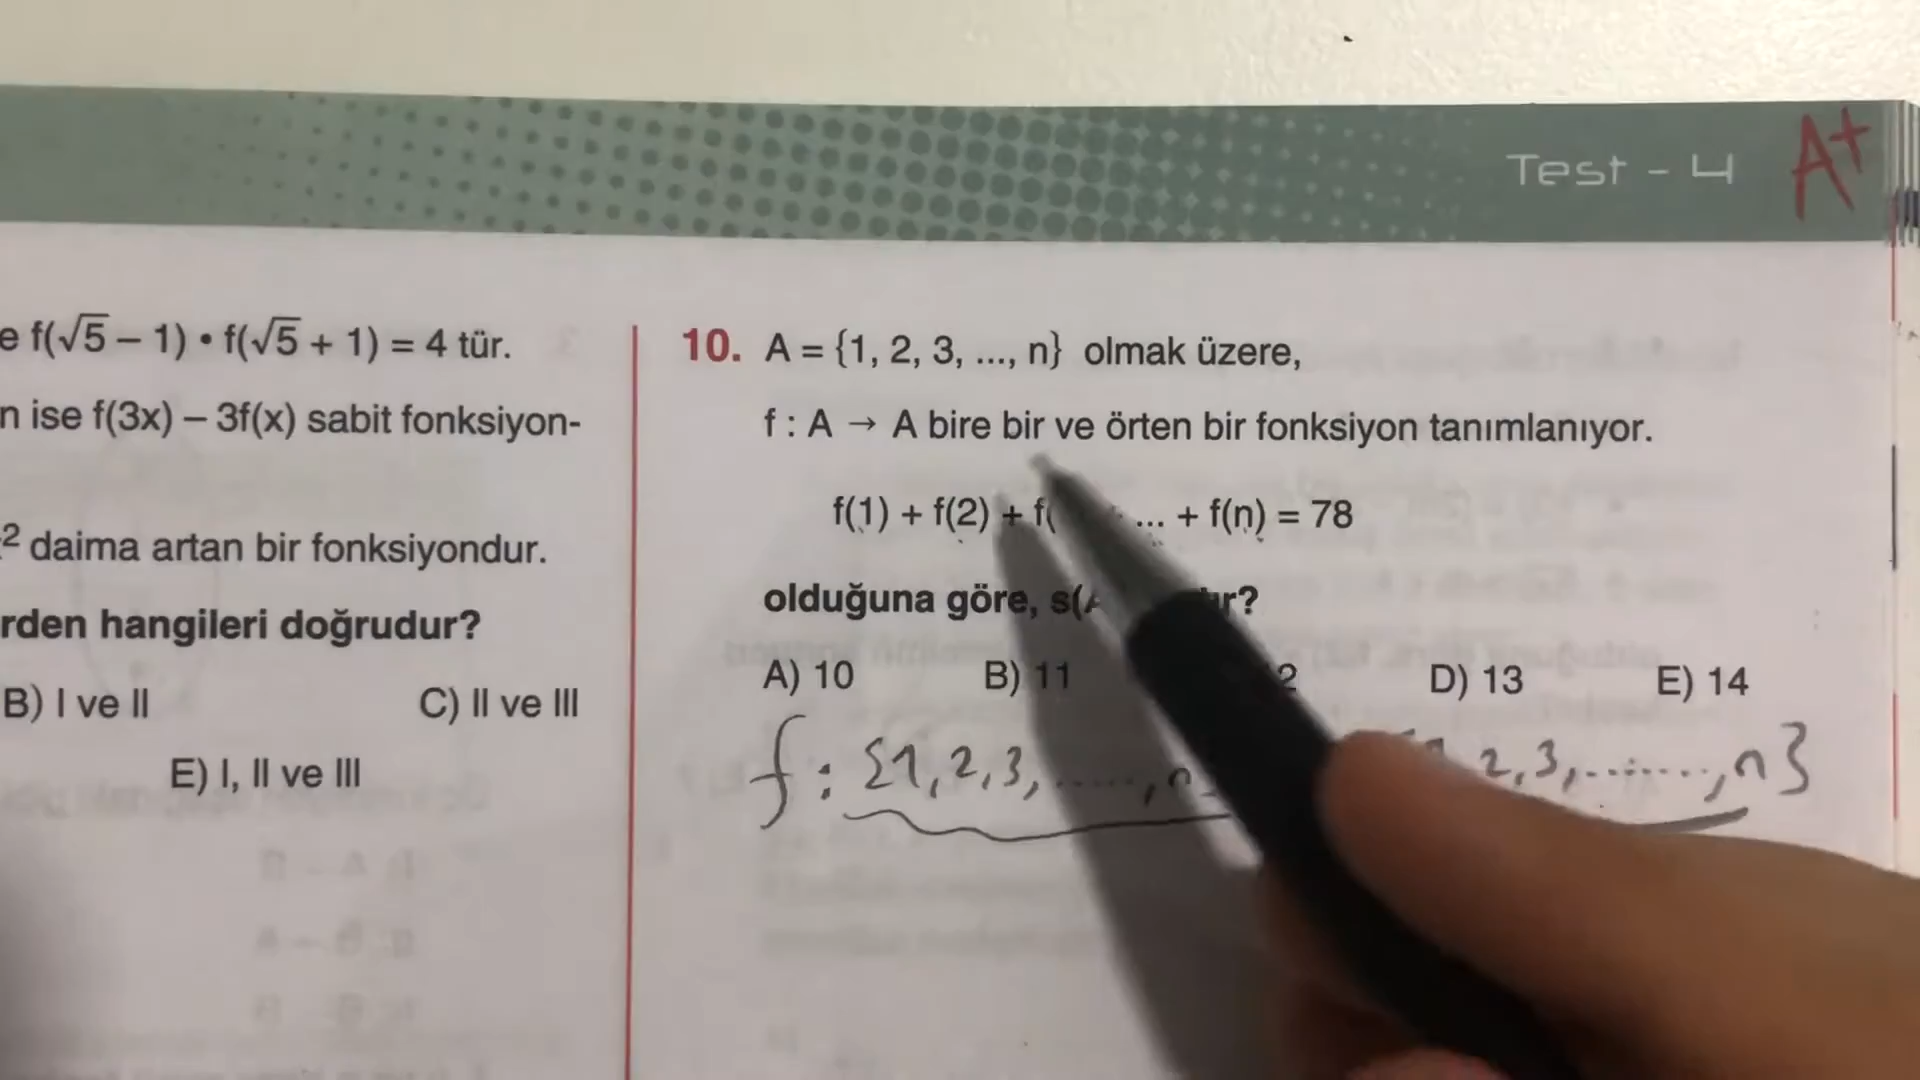 Test - 4 A+
e f(√5 – 1) • f(√5 + 1) = 4 tür.
n ise f(3x) – 3f(x) sabit fonksiyon-
2 daima artan bir fonksiyondur.
rden hangileri doğrudur?
B) I ve II C) II ve III
E) I, II ve III
10. A = {1, 2, 3, ..., n} olmak üzere,
f : A → A bire bir ve örten bir fonksiyon tanımlanıyor.
f(1) + f(2) + f( ... + f(n) = 78
olduğuna göre, s(A r?
A) 10 B) 11 2 D) 13 E) 14
f : {1, 2, 3, ....., n 2, 3, ........, n}